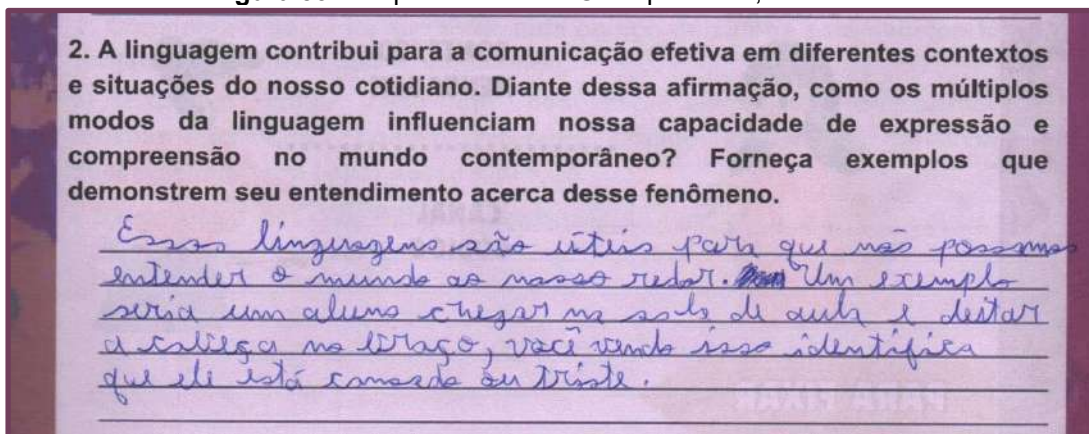 2. A linguagem contribui para a comunicação efetiva em diferentes contextos
e situações do nosso cotidiano. Diante dessa afirmação, como os múltiplos
modos da linguagem influenciam nossa capacidade de expressão e
compreensão no mundo contemporâneo? Forneça exemplos que
demonstrem seu entendimento acerca desse fenômeno.
Essas linguagens são úteis para que nós possamos
entender o mundo ao nosso redor. Um exemplo
seria um aluno chegar na sala de aula e deitar
a cabeça no braço, você vendo isso identifica
que ele está cansado ou triste.